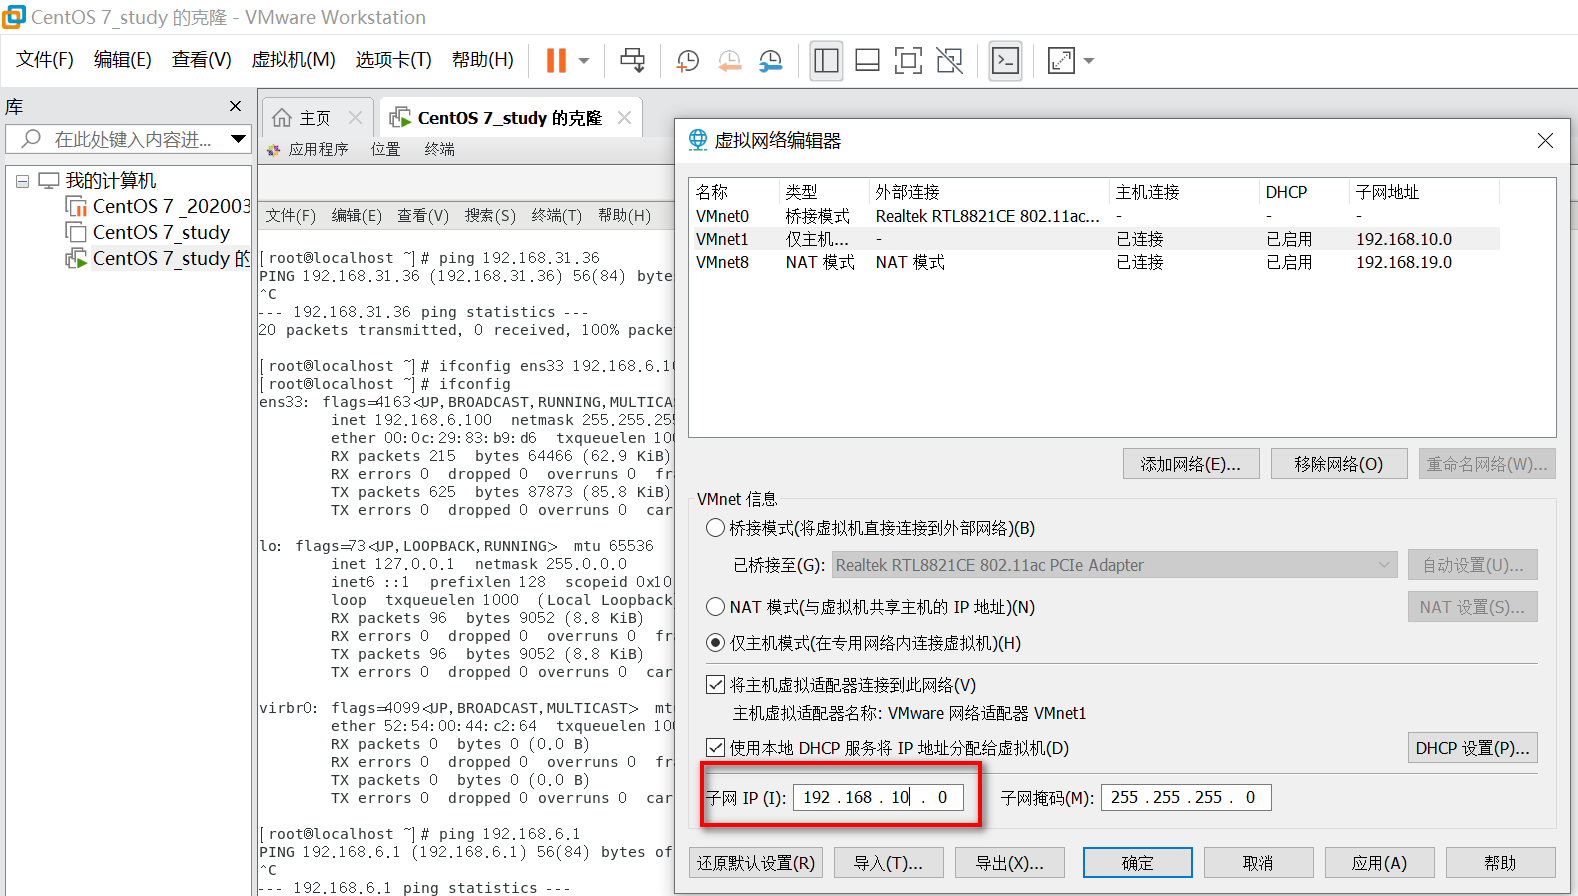 CentOS 7_study 的克隆 - VMware Workstation
文件(F) 编辑(E) 查看(V) 虚拟机(M) 选项卡(T) 帮助(H)
库
在此处键入内容进...
我的计算机
CentOS 7 _202003
CentOS 7_study
CentOS 7_study 的
主页
CentOS 7_study 的克隆
应用程序 位置 终端
文件(F) 编辑(E) 查看(V) 搜索(S) 终端(T) 帮助(H)
[root@localhost ~]# ping 192.168.31.36
PING 192.168.31.36 (192.168.31.36) 56(84) byte
^C
--- 192.168.31.36 ping statistics ---
20 packets transmitted, 0 received, 100% packe
[root@localhost ~]# ifconfig ens33 192.168.6.10
[root@localhost ~]# ifconfig
ens33: flags=4163<UP,BROADCAST,RUNNING,MULTICA
inet 192.168.6.100 netmask 255.255.25
ether 00:0c:29:83:b9:d6 txqueuelen 100
RX packets 215 bytes 64466 (62.9 KiB)
RX errors 0 dropped 0 overruns 0 fra
TX packets 625 bytes 87873 (85.8 KiB)
TX errors 0 dropped 0 overruns 0 car
lo: flags=73<UP,LOOPBACK,RUNNING> mtu 65536
inet 127.0.0.1 netmask 255.0.0.0
inet6 ::1 prefixlen 128 scopeid 0x10
loop txqueuelen 1000 (Local Loopback
RX packets 96 bytes 9052 (8.8 KiB)
RX errors 0 dropped 0 overruns 0 fra
TX packets 96 bytes 9052 (8.8 KiB)
TX errors 0 dropped 0 overruns 0 car
virbr0: flags=4099<UP,BROADCAST,MULTICAST> mtu
ether 52:54:00:44:c2:64 txqueuelen 100
RX packets 0 bytes 0 (0.0 B)
RX errors 0 dropped 0 overruns 0 fra
TX packets 0 bytes 0 (0.0 B)
TX errors 0 dropped 0 overruns 0 car
[root@localhost ~]# ping 192.168.6.1
PING 192.168.6.1 (192.168.6.1) 56(84) bytes of
^C
--- 192.168.6.1 ping statistics ---
虚拟网络编辑器
名称 类型 外部连接 主机连接 DHCP 子网地址
VMnet0 桥接模式 Realtek RTL8821CE 802.11ac... - - -
VMnet1 仅主机... - 已连接 已启用 192.168.10.0
VMnet8 NAT 模式 NAT 模式 已连接 已启用 192.168.19.0
添加网络(E)... 移除网络(O) 重命名网络(W)...
VMnet 信息
桥接模式(将虚拟机直接连接到外部网络)(B)
已桥接至(G): Realtek RTL8821CE 802.11ac PCIe Adapter 自动设置(U)...
NAT 模式(与虚拟机共享主机的 IP 地址)(N) NAT 设置(S)...
仅主机模式(在专用网络内连接虚拟机)(H)
将主机虚拟适配器连接到此网络(V)
主机虚拟适配器名称: VMware 网络适配器 VMnet1
使用本地 DHCP 服务将 IP 地址分配给虚拟机(D) DHCP 设置(P)...
子网 IP (I): 192 . 168 . 10 . 0 子网掩码(M): 255 . 255 . 255 . 0
还原默认设置(R) 导入(T)... 导出(X)... 确定 取消 应用(A) 帮助